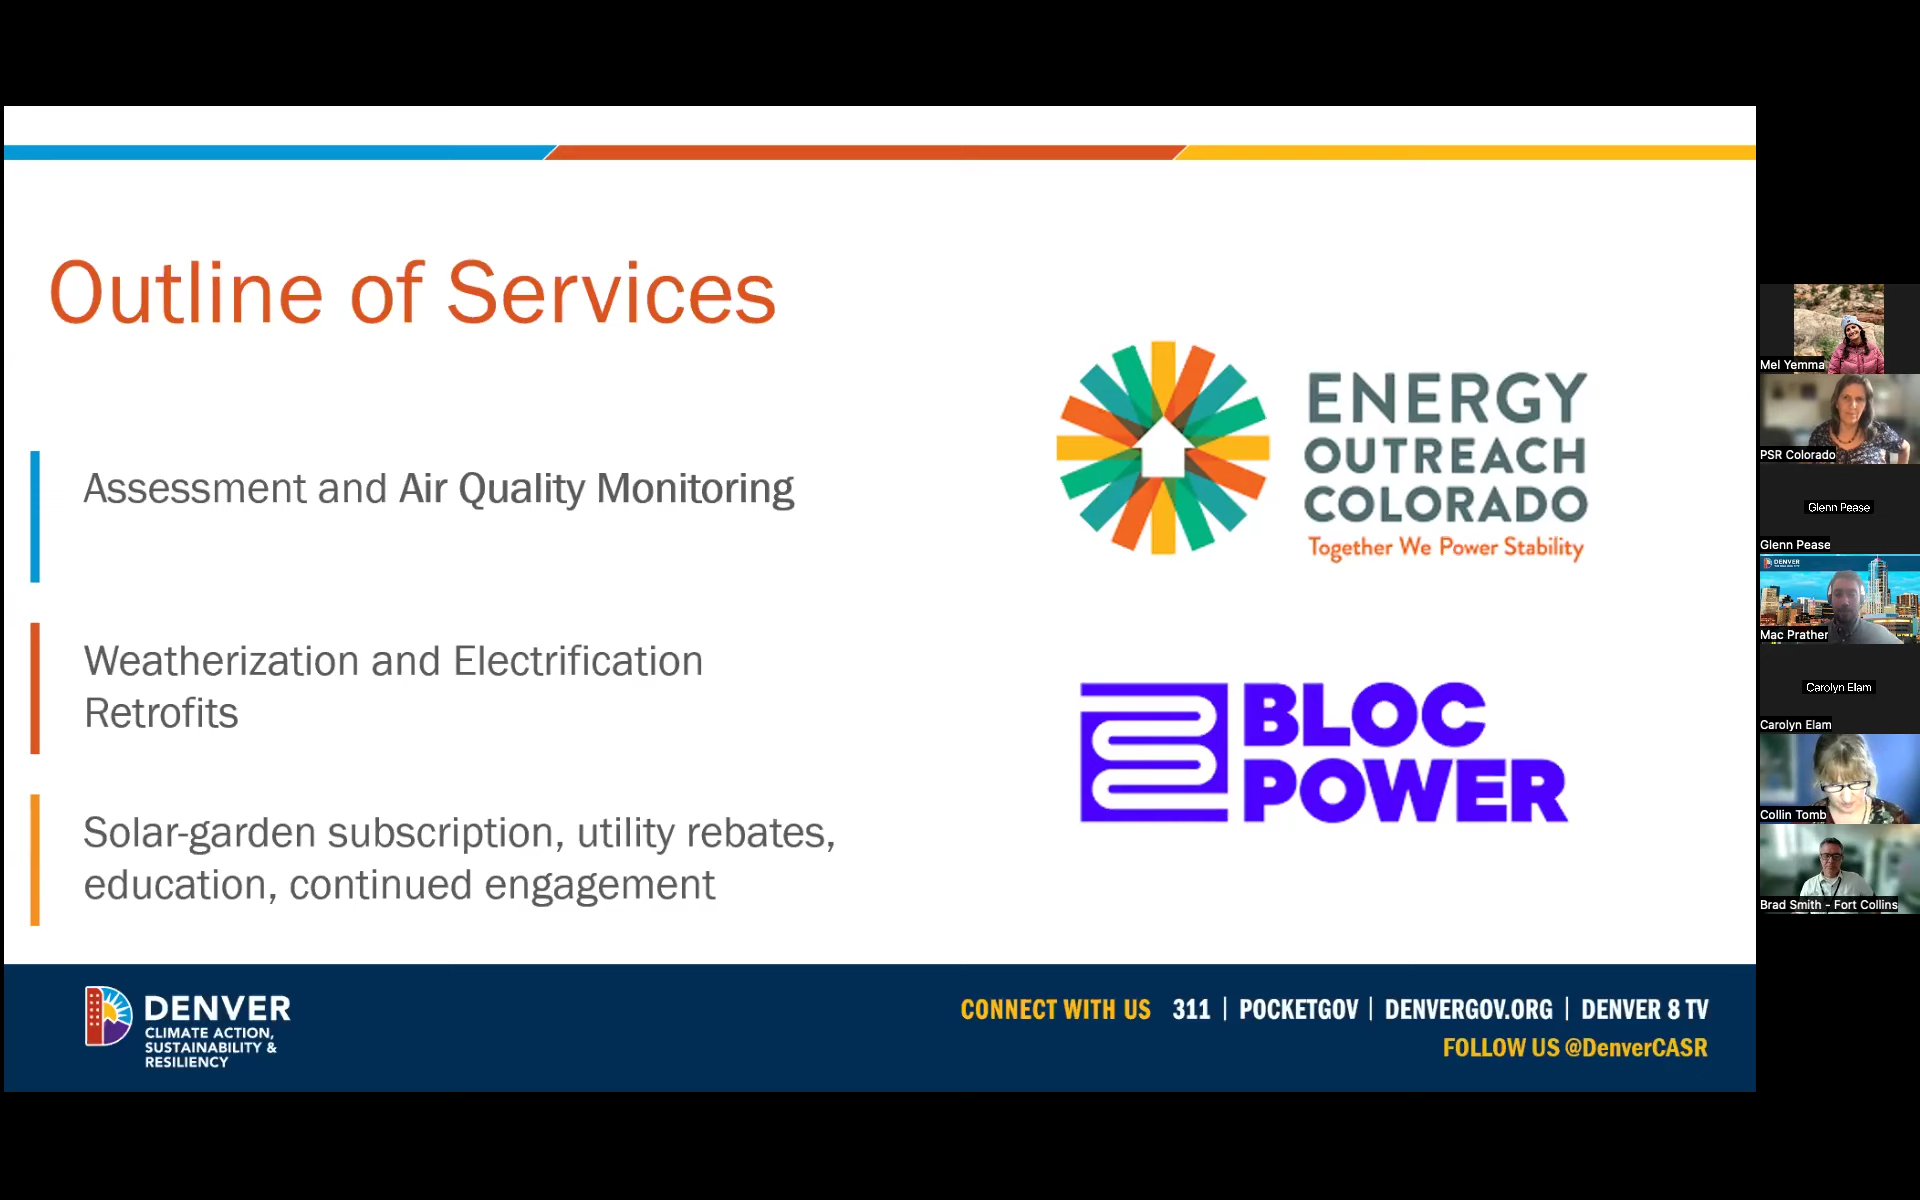 Outline of Services
Assessment and Air Quality Monitoring
Weatherization and Electrification
Retrofits
Solar-garden subscription, utility rebates,
education, continued engagement
ENERGY
OUTREACH
COLORADO
Together We Power Stability
BLOC
POWER
DENVER
CLIMATE ACTION,
SUSTAINABILITY &
RESILIENCY
CONNECT WITH US 311 | POCKETGOV | DENVERGOV.ORG | DENVER 8 TV
FOLLOW US @DenverCASR
Mel Yemma
PSR Colorado
Glenn Pease
Glenn Pease
DENVER
Mac Prather
Carolyn Elam
Carolyn Elam
Collin Tomb
Brad Smith - Fort Collins